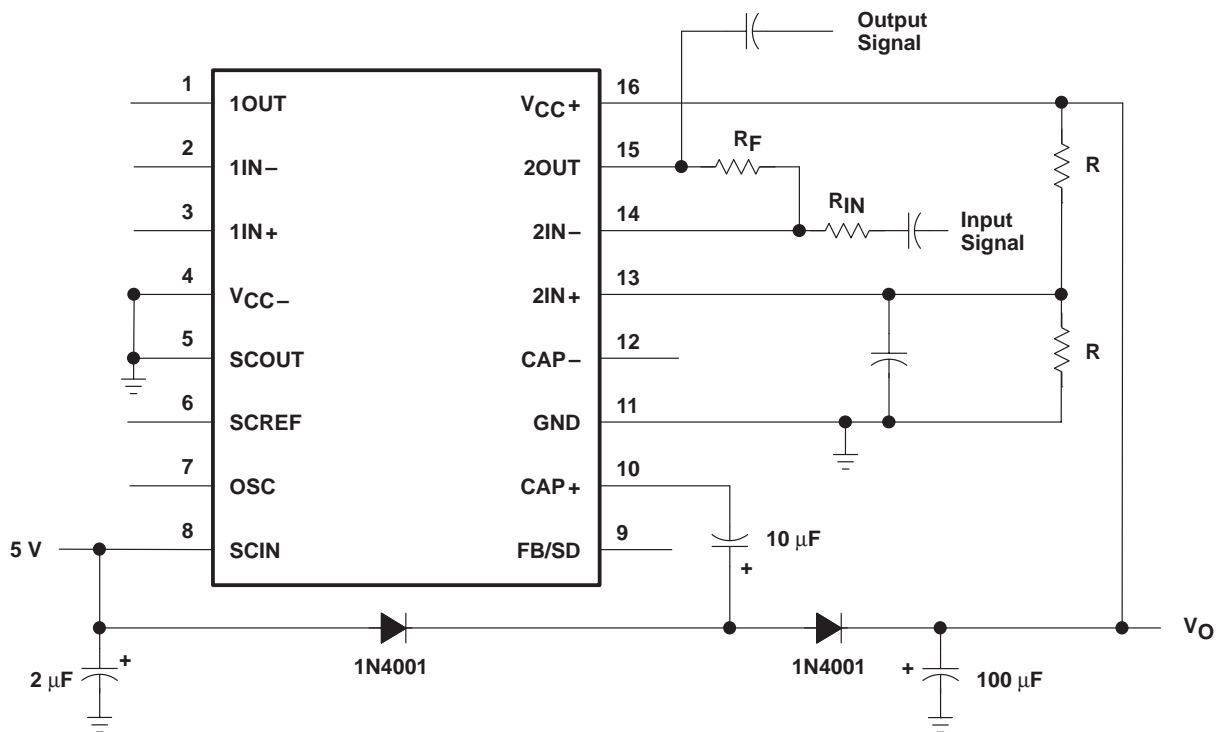 Output
Signal
1
1OUT
VCC+
16
2
1IN−
2OUT
15
RF
R
3
1IN+
2IN−
14
RIN
Input
Signal
4
VCC−
2IN+
13
5
SCOUT
CAP−
12
R
6
SCREF
GND
11
7
OSC
CAP+
10
5 V
8
SCIN
FB/SD
9
10 μF
+
1N4001
1N4001
VO
2 μF
+
+
100 μF